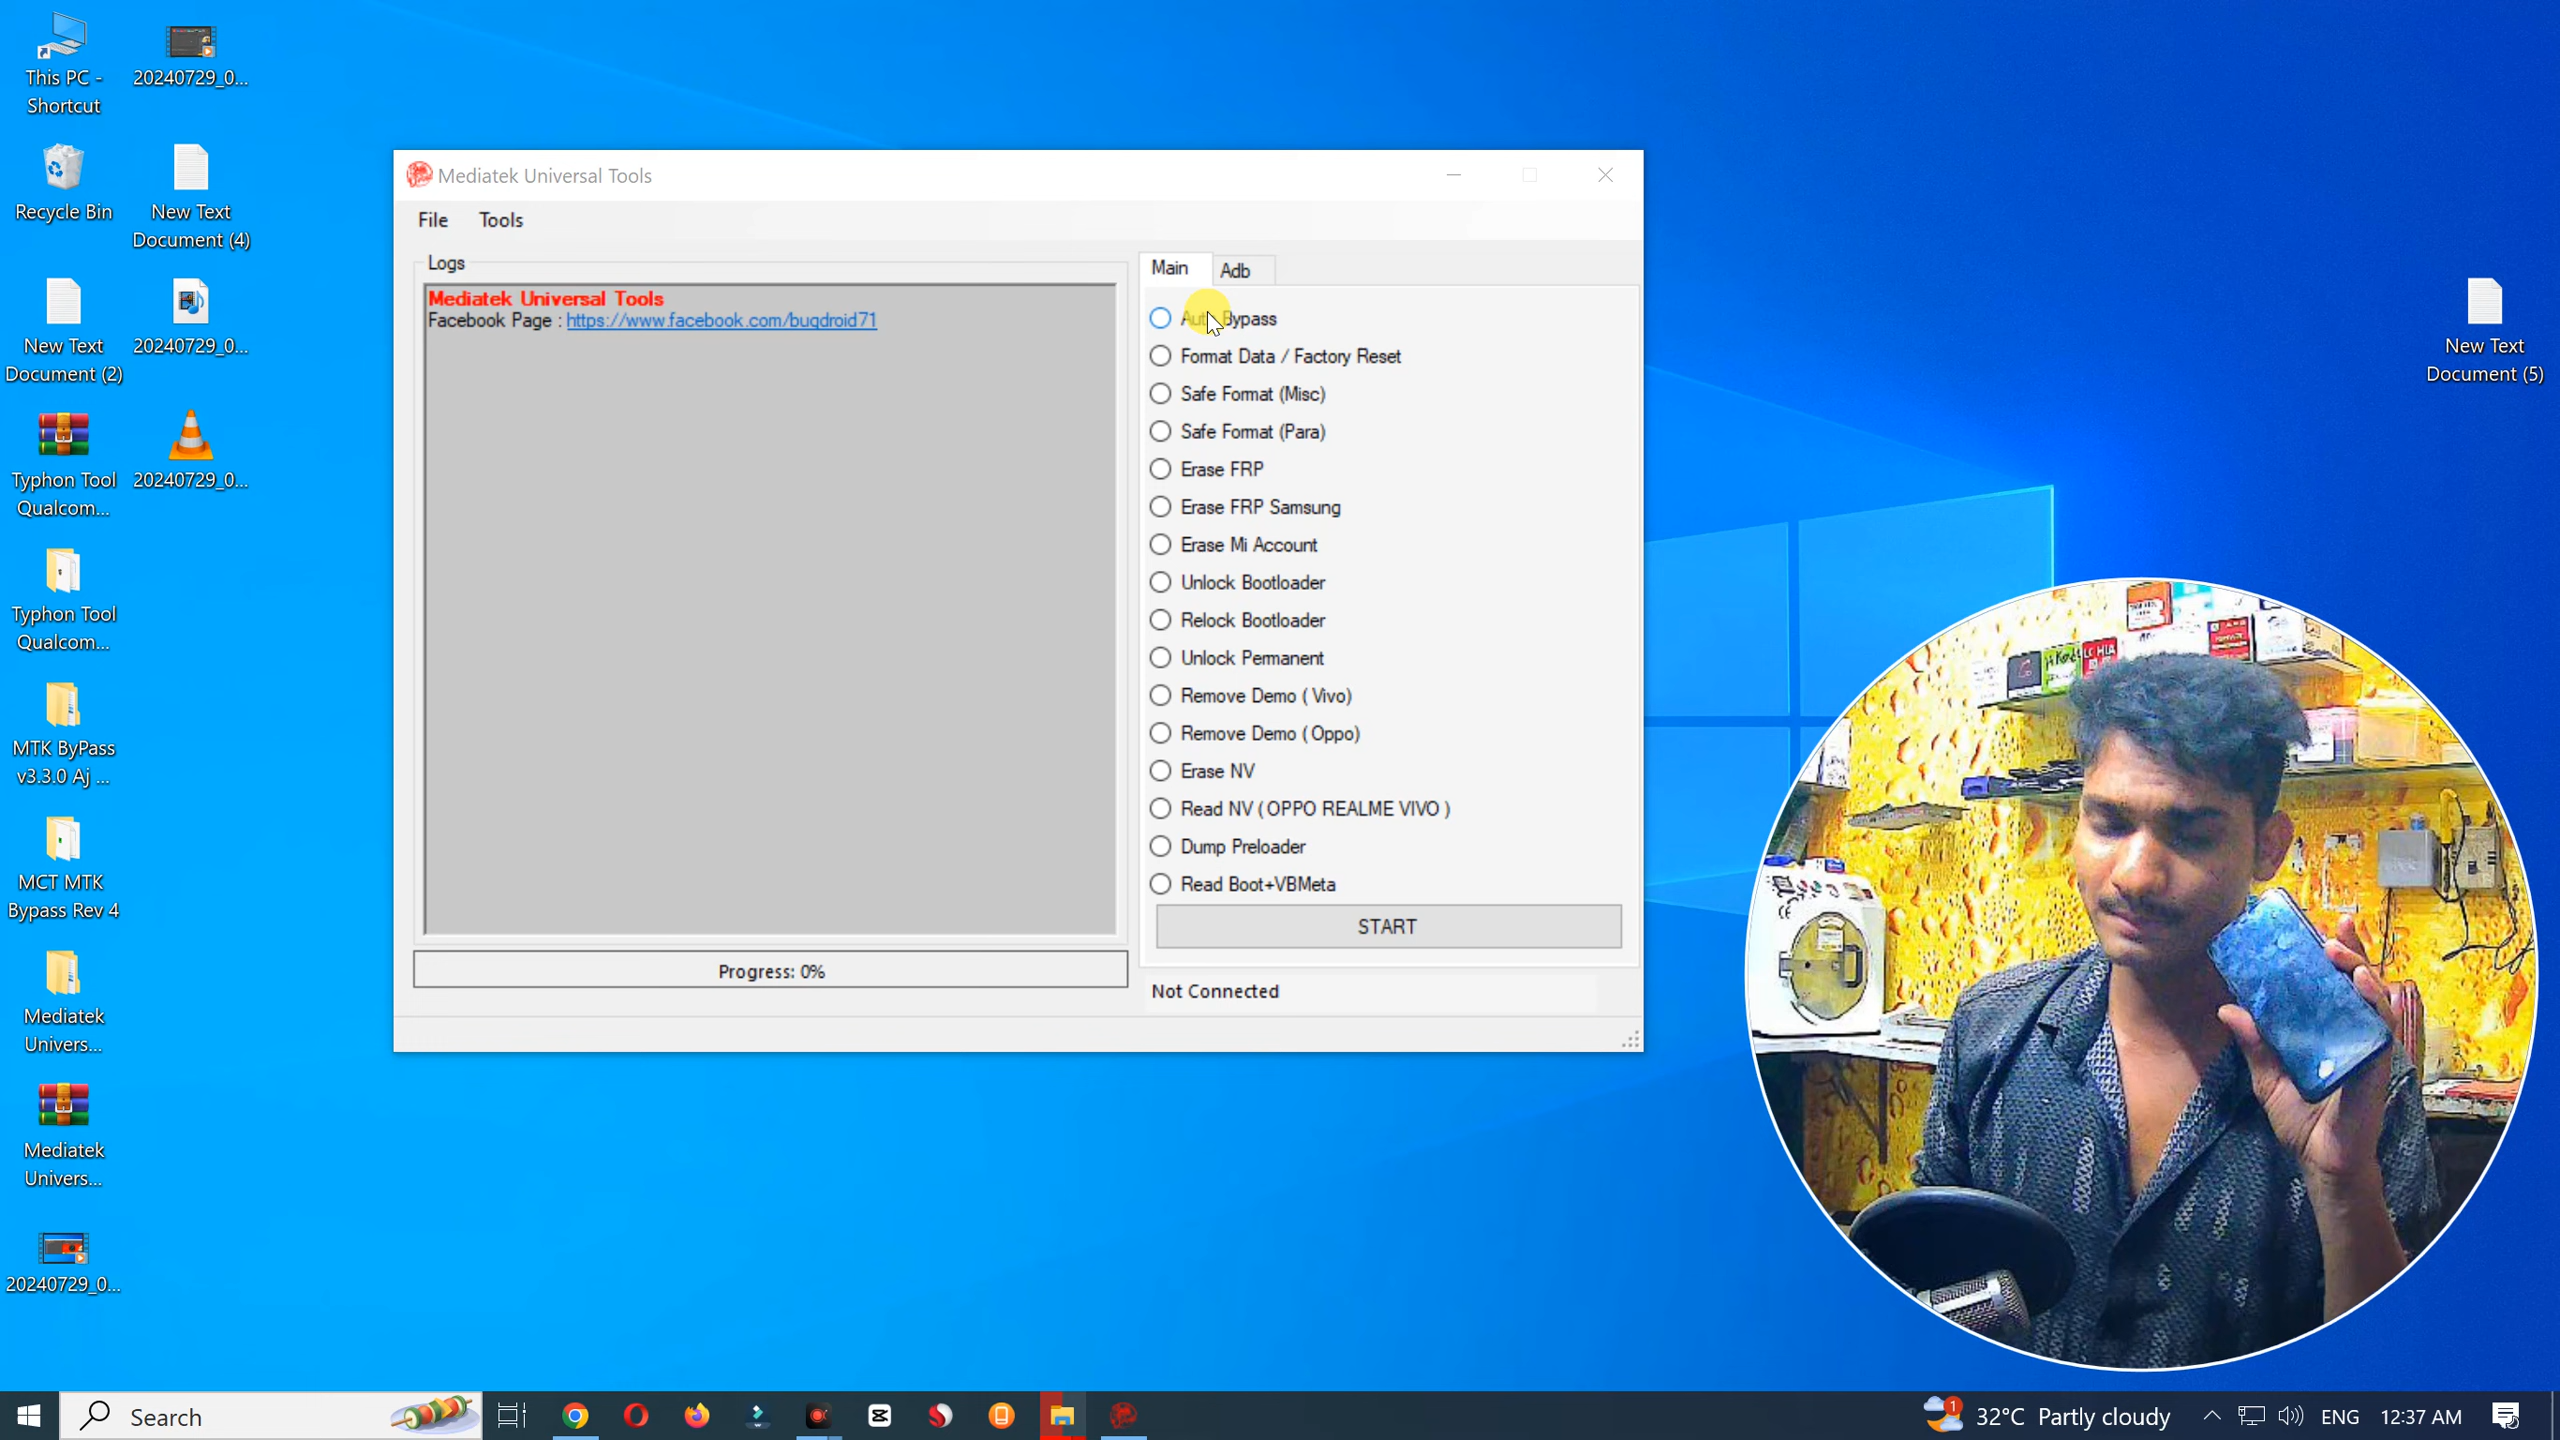 This PC -
Shortcut
20240729_0...
Recycle Bin
New Text
Document (4)
New Text
Document (2)
20240729_0...
Typhon Tool
Qualcom...
20240729_0...
Typhon Tool
Qualcom...
MTK ByPass
v3.3.0 Aj ...
MCT MTK
Bypass Rev 4
Mediatek
Univers...
Mediatek
Univers...
20240729_0...
New Text
Document (5)
Mediatek Universal Tools
File Tools
Logs
Mediatek Universal Tools
Facebook Page : https://www.facebook.com/bugdroid71
Progress: 0%
Main Adb
Auto Bypass
Format Data / Factory Reset
Safe Format (Misc)
Safe Format (Para)
Erase FRP
Erase FRP Samsung
Erase Mi Account
Unlock Bootloader
Relock Bootloader
Unlock Permanent
Remove Demo ( Vivo)
Remove Demo ( Oppo)
Erase NV
Read NV ( OPPO REALME VIVO )
Dump Preloader
Read Boot+VBMeta
START
Not Connected
Search
1
32°C Partly cloudy
ENG
12:37 AM